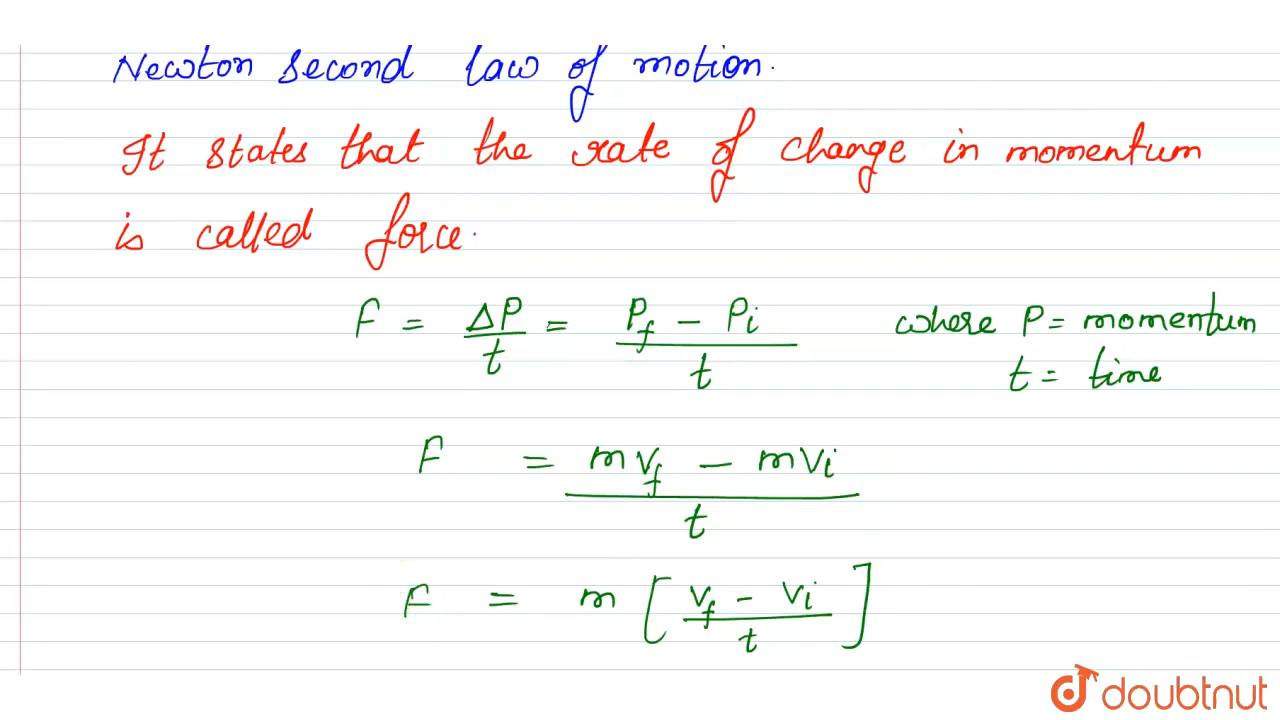 Newton second law of motion.
It states that the rate of change in momentum
is called force.
F = ΔP/t = (Pf - Pi)/t where P = momentum
t = time
F = (mvf - mvi)/t
F = m [(vf - vi)/t]
doubtnut